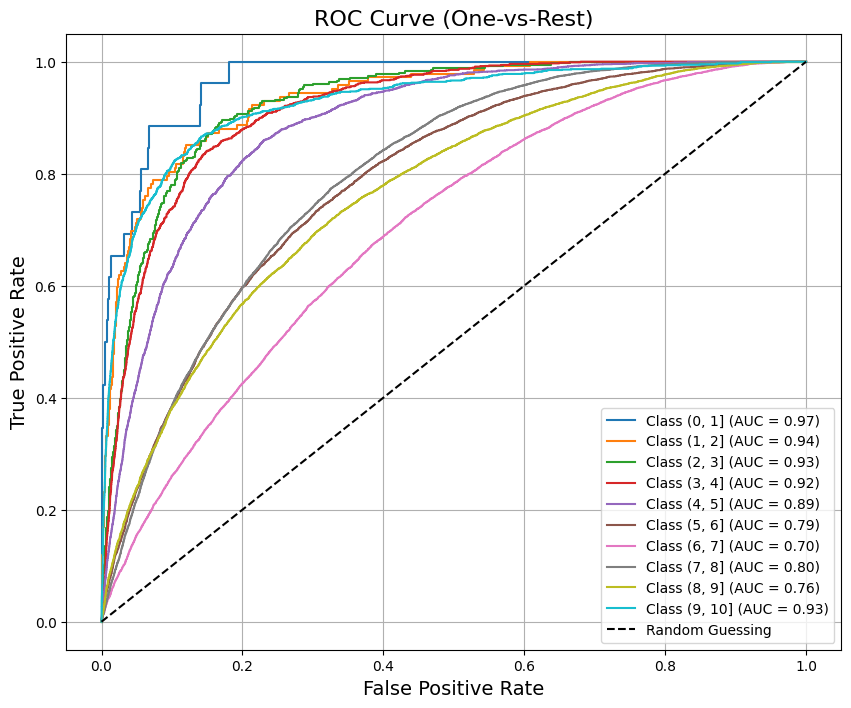 ROC Curve (One-vs-Rest)
True Positive Rate
1.0
0.8
0.6
0.4
0.2
0.0
Class (0, 1] (AUC = 0.97)
Class (1, 2] (AUC = 0.94)
Class (2, 3] (AUC = 0.93)
Class (3, 4] (AUC = 0.92)
Class (4, 5] (AUC = 0.89)
Class (5, 6] (AUC = 0.79)
Class (6, 7] (AUC = 0.70)
Class (7, 8] (AUC = 0.80)
Class (8, 9] (AUC = 0.76)
Class (9, 10] (AUC = 0.93)
Random Guessing
0.0 0.2 0.4 0.6 0.8 1.0
False Positive Rate